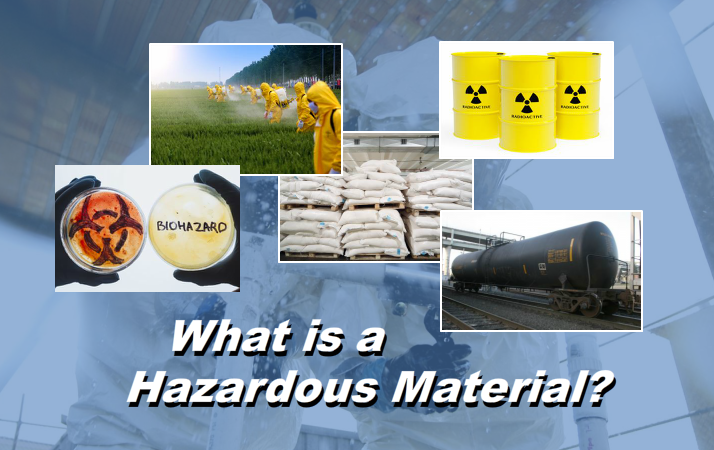 RADIOACTIVE
RADIOACTIVE
RADIOACTIVE
BIOHAZARD
What is a
Hazardous Material?